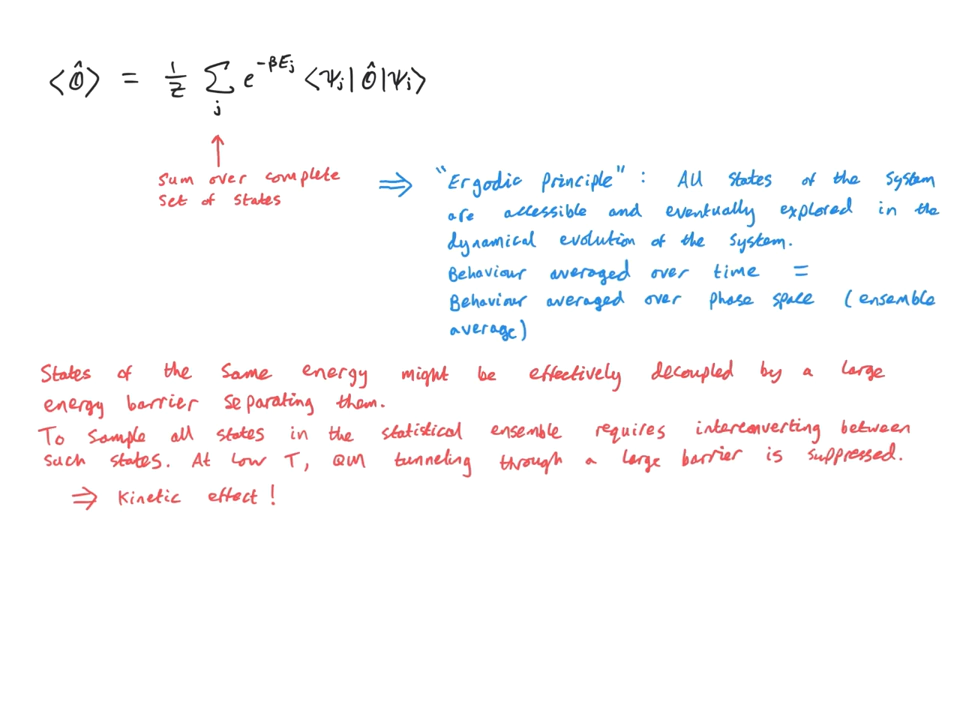 ⟨Ô⟩ = 1/Z ∑_j e^{-βE_j} ⟨ψ_j|Ô|ψ_j⟩
Sum over complete
set of states
⇒ "Ergodic Principle" : All states of the system
are accessible and eventually explored in the
dynamical evolution of the system.
Behaviour averaged over time =
Behaviour averaged over phase space (ensemble
average)
States of the same energy might be effectively decoupled by a large
energy barrier separating them.
To sample all states in the statistical ensemble requires interconverting between
such states. At low T, QM tunneling through a large barrier is suppressed.
⇒ Kinetic effect!